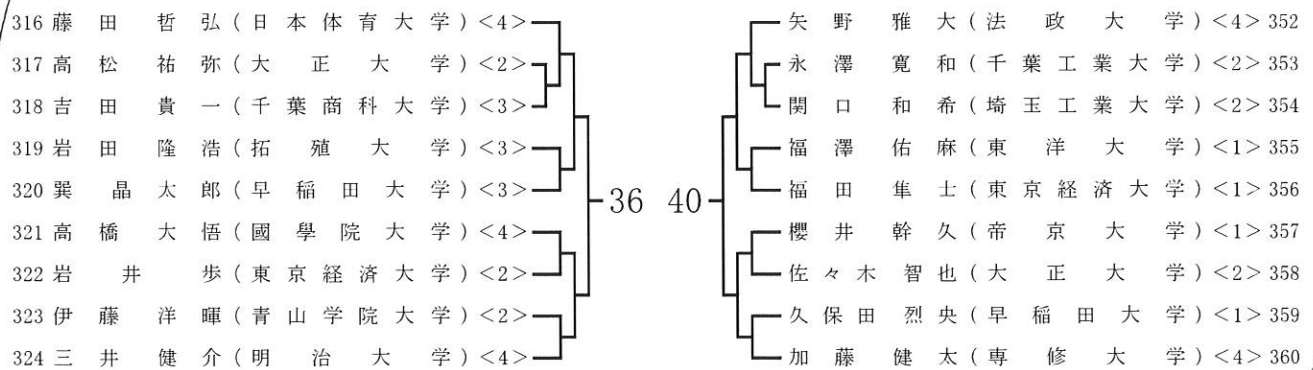 316 藤田 哲弘(日本体育大学)<4>
317 高松 祐弥(大正大学)<2>
318 吉田 貴一(千葉商科大学)<3>
319 岩田 隆浩(拓殖大学)<3>
320 巽 晶太郎(早稲田大学)<3>
321 高橋 大悟(國學院大学)<4>
322 岩井 歩(東京経済大学)<2>
323 伊藤 洋暉(青山学院大学)<2>
324 三井 健介(明治大学)<4>
36
40
矢野 雅大(法政大学)<4> 352
永澤 寛和(千葉工業大学)<2> 353
関口 和希(埼玉工業大学)<2> 354
福澤 佑麻(東洋大学)<1> 355
福田 隼士(東京経済大学)<1> 356
櫻井 幹久(帝京大学)<1> 357
佐々木 智也(大正大学)<2> 358
久保田 烈央(早稲田大学)<1> 359
加藤 健太(専修大学)<4> 360